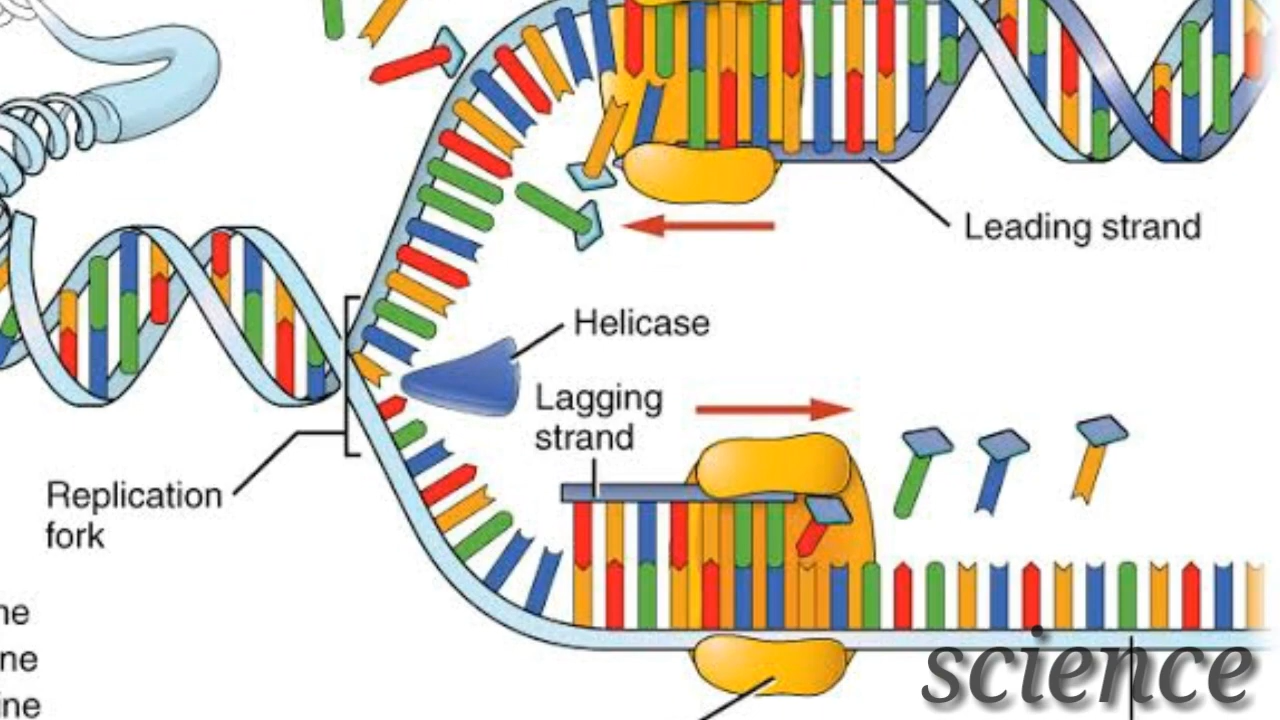 Leading strand
Helicase
Lagging
strand
Replication
fork
ne
ne
ine
science